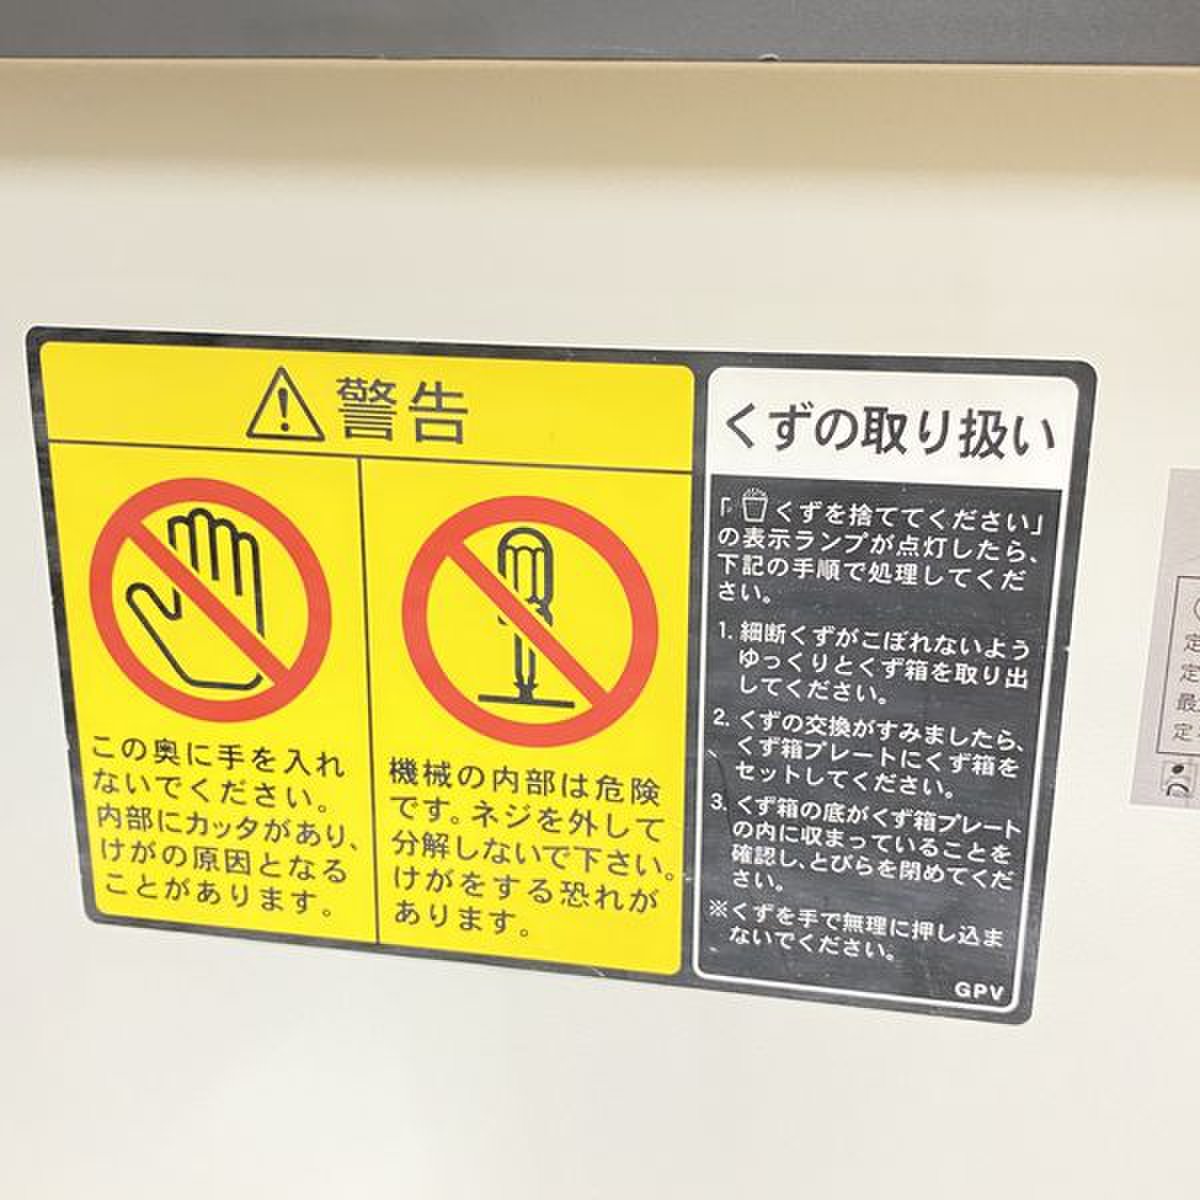 警告
この奥に手を入れ
ないでください。
内部にカッタがあり、
けがの原因となる
ことがあります。
機械の内部は危険
です。ネジを外して
分解しないで下さい。
けがをする恐れが
あります。
くずの取り扱い
「くずを捨ててください」
の表示ランプが点灯したら、
下記の手順で処理してくだ
さい。
1. 細断くずがこぼれないよう
ゆっくりとくず箱を取り出
してください。
2. くずの交換がすみましたら、
くず箱プレートにくず箱を
セットしてください。
3. くず箱の底がくず箱プレート
の内に収まっていることを
確認し、とびらを閉めてくだ
さい。
※くずを手で無理に押し込ま
ないでください。
GPV
定
定
最
定